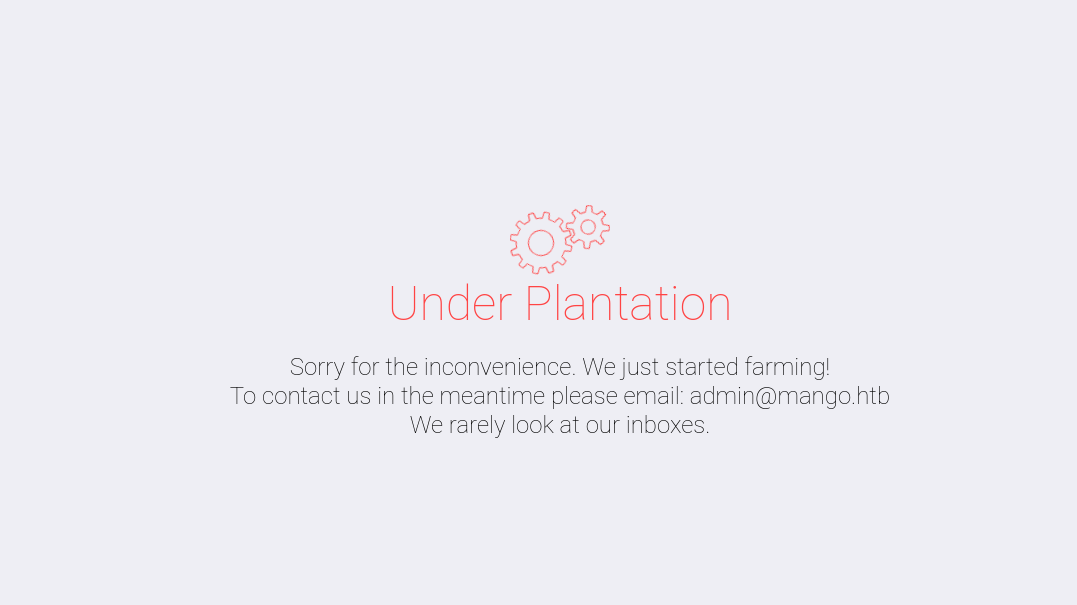 Under Plantation
Sorry for the inconvenience. We just started farming!
To contact us in the meantime please email: admin@mango.htb
We rarely look at our inboxes.